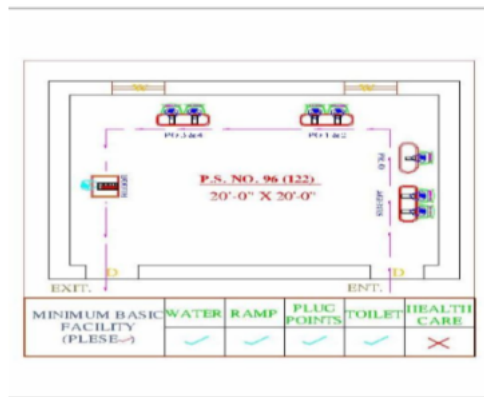 W W
PO 3 & 4 PO 1 & 2
P.S. NO. 96 (122)
20'-0" X 20'-0"
D D
EXIT. ENT.
MINIMUM BASIC FACILITY (PLESE✓) WATER RAMP PLUG POINTS TOILET HEALTH CARE